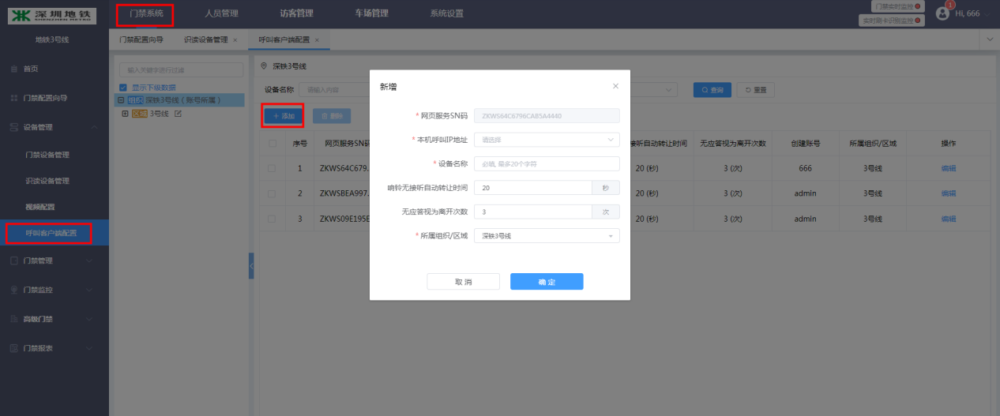 深圳地铁
SHENZHEN METRO
门禁系统
人员管理
访客管理
车场管理
系统设置
门禁实时监控
实时刷卡识别监控
1
Hi, 666
地铁3号线
门禁配置向导
识读设备管理 ×
呼叫客户端配置 ×
首页
门禁配置向导
设备管理
门禁设备管理
识读设备管理
视频配置
呼叫客户端配置
门禁管理
门禁监控
高级门禁
门禁报表
输入关键字进行过滤
显示下级数据
组织 深铁3号线（账号所属）
区域 3号线
深铁3号线
设备名称 请输入内容
查询
重置
+ 添加
删除
序号 网页服务SN码 接听自动转让时间 无应答视为离开次数 创建账号 所属组织/区域 操作
1 ZKWS64C679... 20 (秒) 3 (次) 666 3号线 编辑
2 ZKWSBEA997... 20 (秒) 3 (次) admin 3号线 编辑
3 ZKWS09E195E 20 (秒) 3 (次) admin 3号线 编辑
新增 ×
* 网页服务SN码 ZKWS64C6796CAB5A4440
* 本机呼叫IP地址 请选择
* 设备名称 必填, 最多20个字符
响铃无接听自动转让时间 20 秒
无应答视为离开次数 3 次
* 所属组织/区域 深铁3号线
取 消
确 定